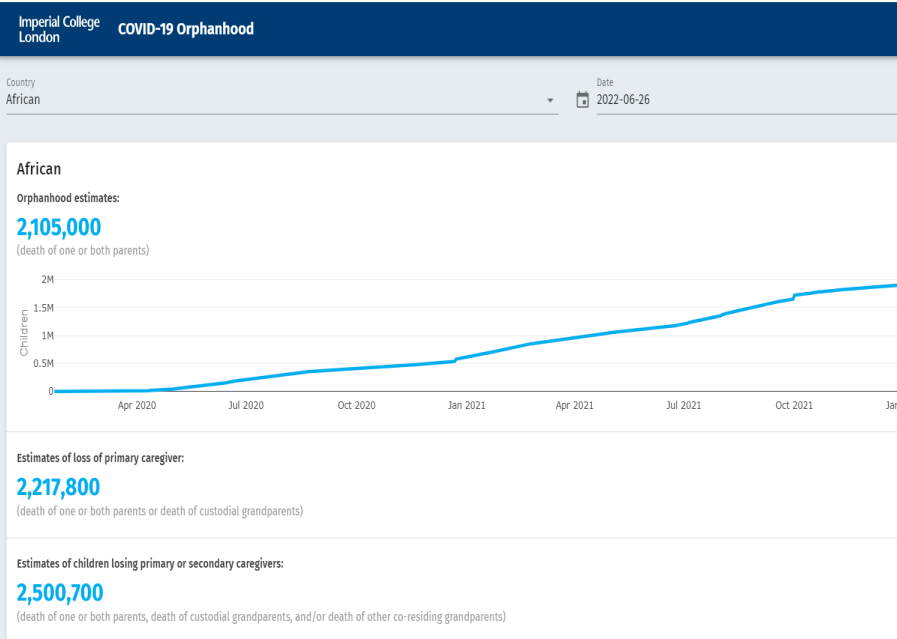 Imperial College
London
COVID-19 Orphanhood
Country
African
Date
2022-06-26
African
Orphanhood estimates:
2,105,000
(death of one or both parents)
2M
1.5M
1M
0.5M
0
Children
Apr 2020 Jul 2020 Oct 2020 Jan 2021 Apr 2021 Jul 2021 Oct 2021
Estimates of loss of primary caregiver:
2,217,800
(death of one or both parents or death of custodial grandparents)
Estimates of children losing primary or secondary caregivers:
2,500,700
(death of one or both parents, death of custodial grandparents, and/or death of other co-residing grandparents)